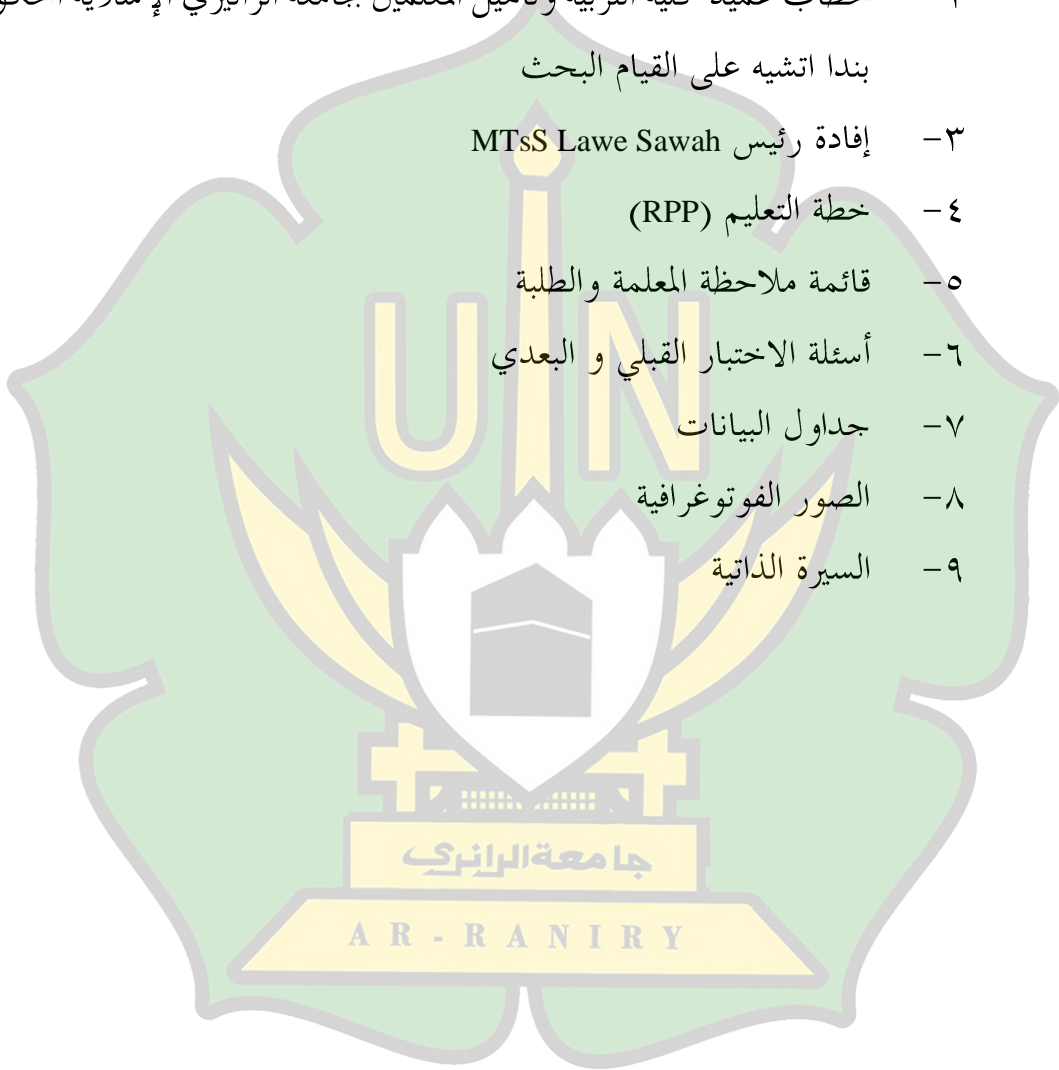 بندا اتشيه على القيام البحث
٣- إفادة رئيس MTsS Lawe Sawah
٤- خطة التعليم (RPP)
٥- قائمة ملاحظة المعلمة والطلبة
٦- أسئلة الاختبار القبلي و البعدي
٧- جداول البيانات
٨- الصور الفوتوغرافية
٩- السيرة الذاتية
UIN
جامعة الرانري
AR-RANIRY